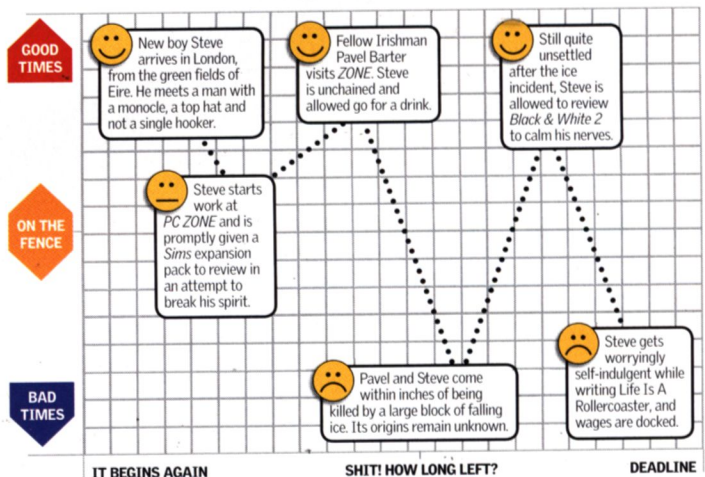 GOOD
TIMES
New boy Steve
arrives in London,
from the green fields of
Eire. He meets a man with
a monocle, a top hat and
not a single hooker.
Fellow Irishman
Pavel Barter
visits ZONE. Steve
is unchained and
allowed go for a drink.
Still quite
unsettled
after the ice
incident, Steve is
allowed to review
Black & White 2
to calm his nerves.
ON THE
FENCE
Steve starts
work at
PC ZONE and is
promptly given a
Sims expansion
pack to review in
an attempt to
break his spirit.
BAD
TIMES
Pavel and Steve come
within inches of being
killed by a large block of falling
ice. Its origins remain unknown.
Steve gets
worryingly
self-indulgent while
writing Life Is A
Rollercoaster, and
wages are docked.
IT BEGINS AGAIN
SHIT! HOW LONG LEFT?
DEADLINE